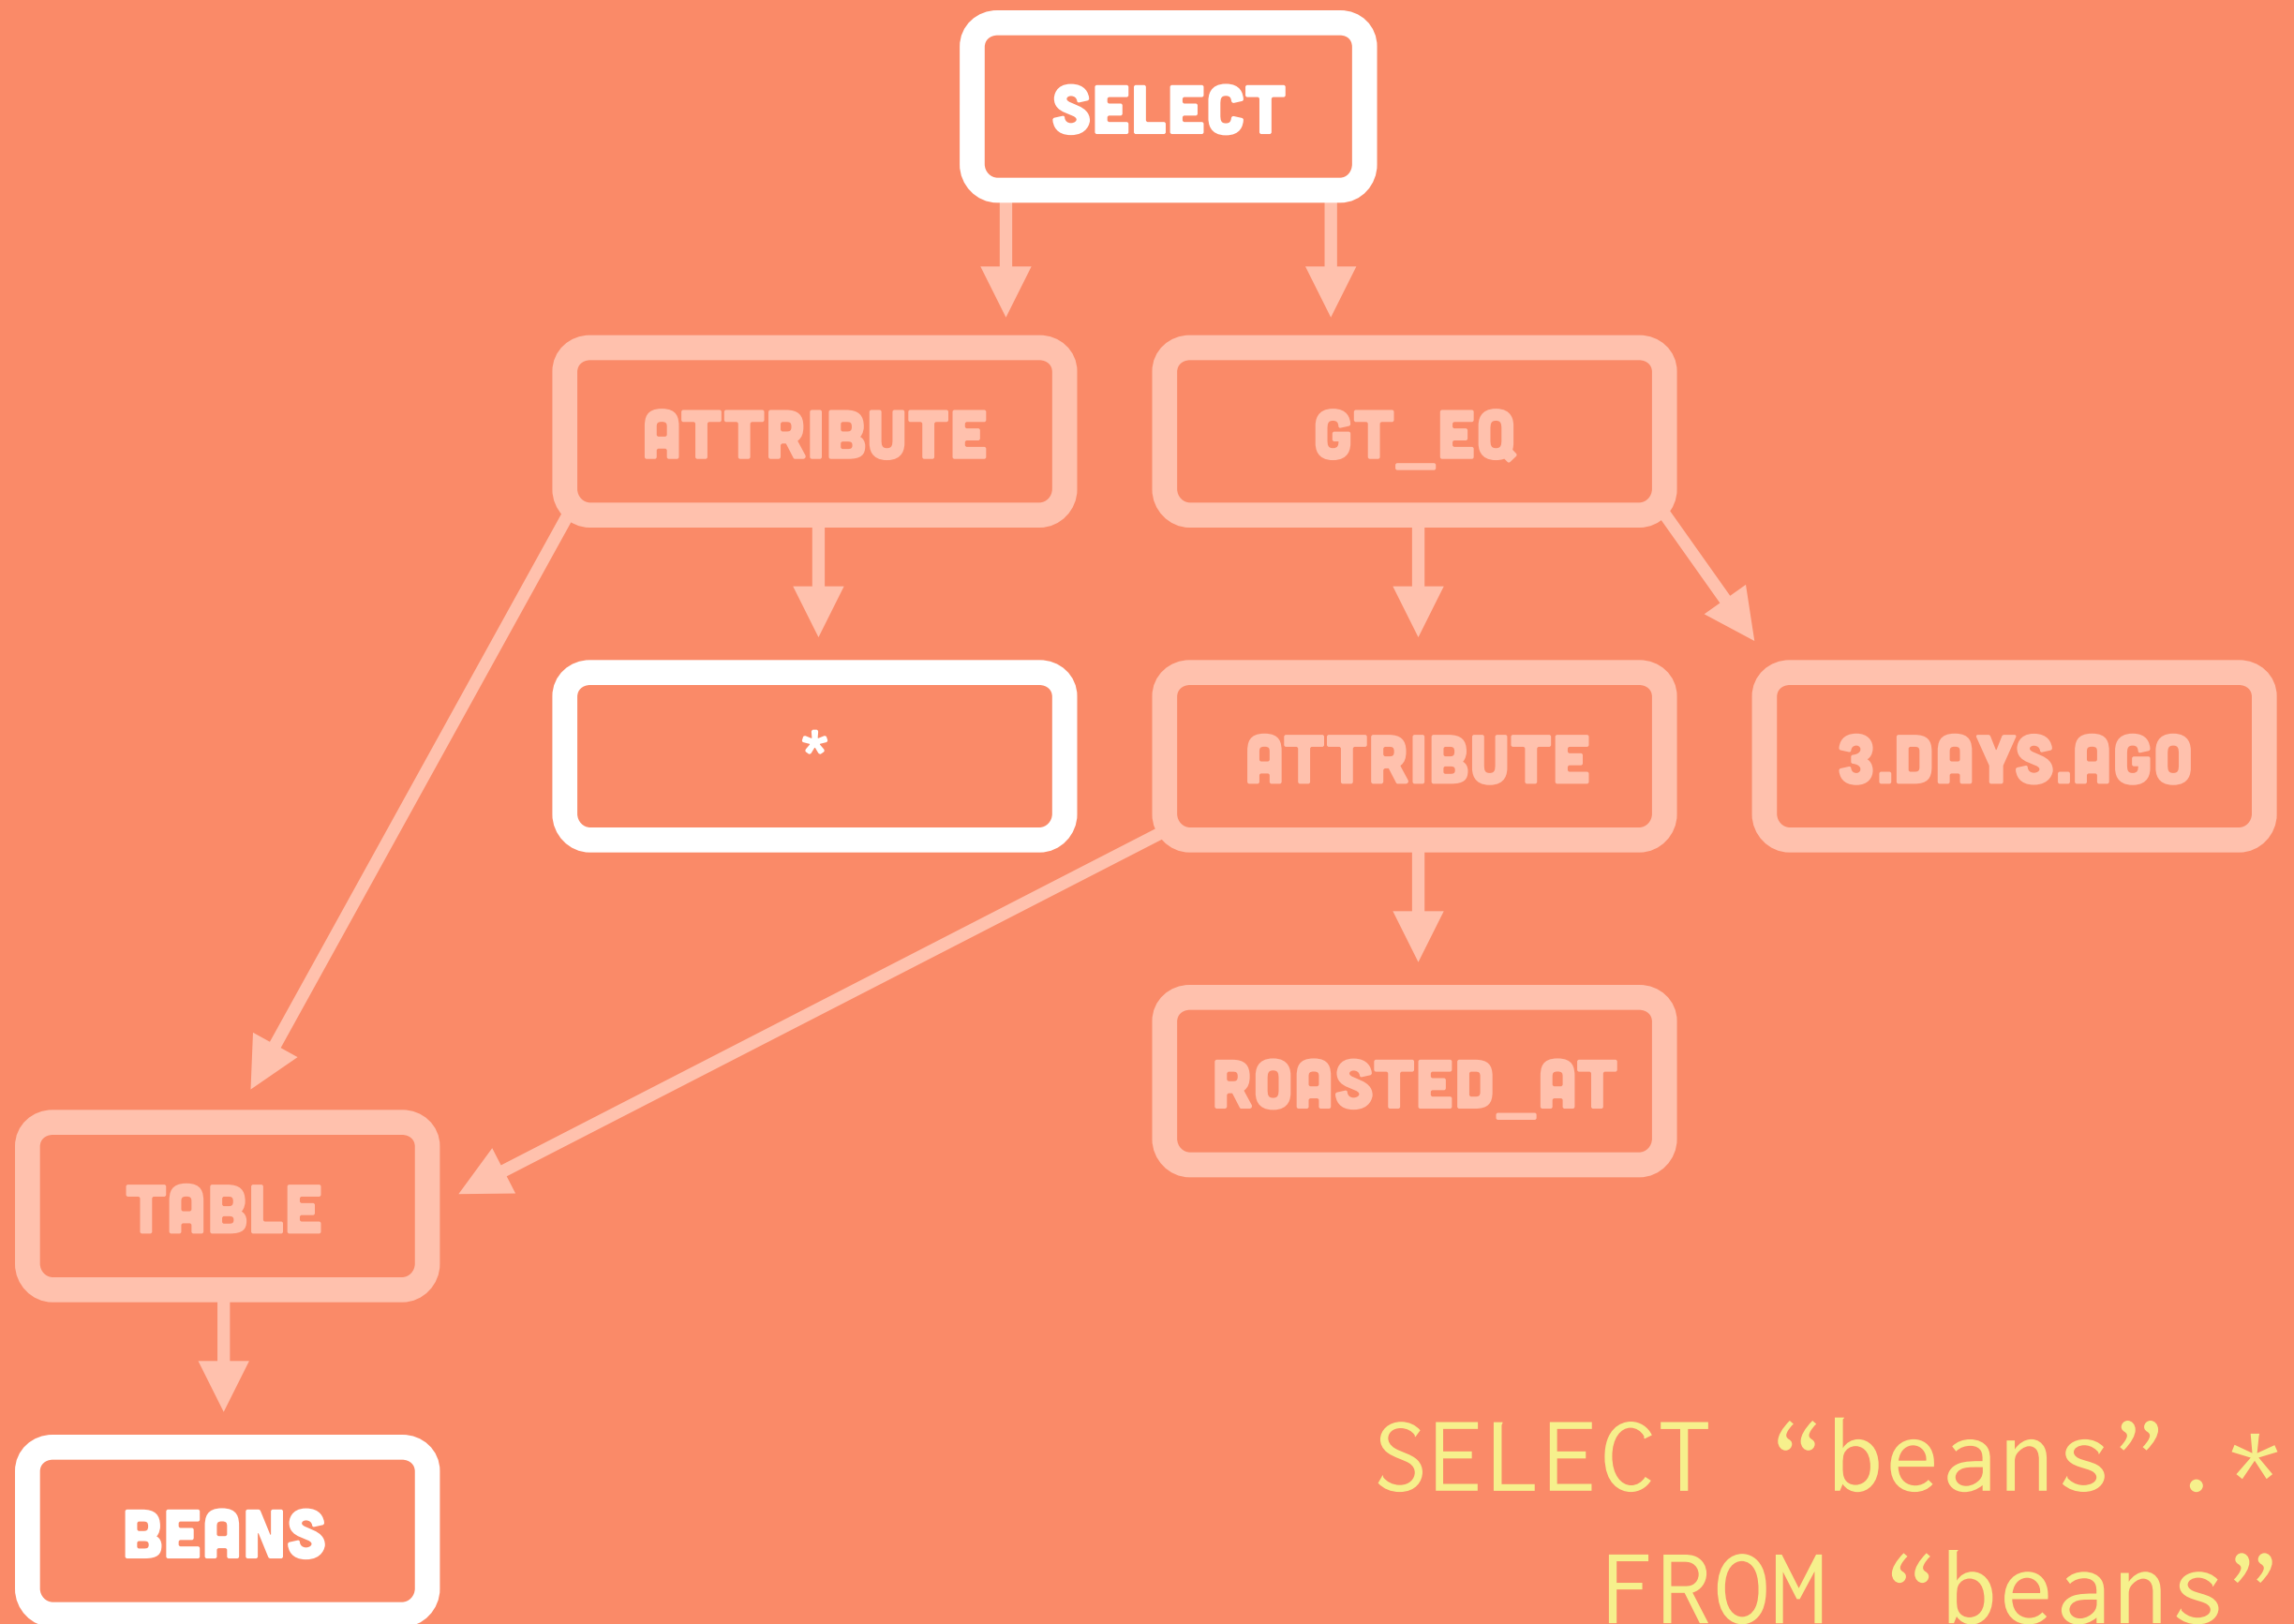 SELECT
ATTRIBUTE
GT_EQ
*
ATTRIBUTE
3.DAYS.AGO
ROASTED_AT
TABLE
BEANS
SELECT “beans”.*
FROM “beans”